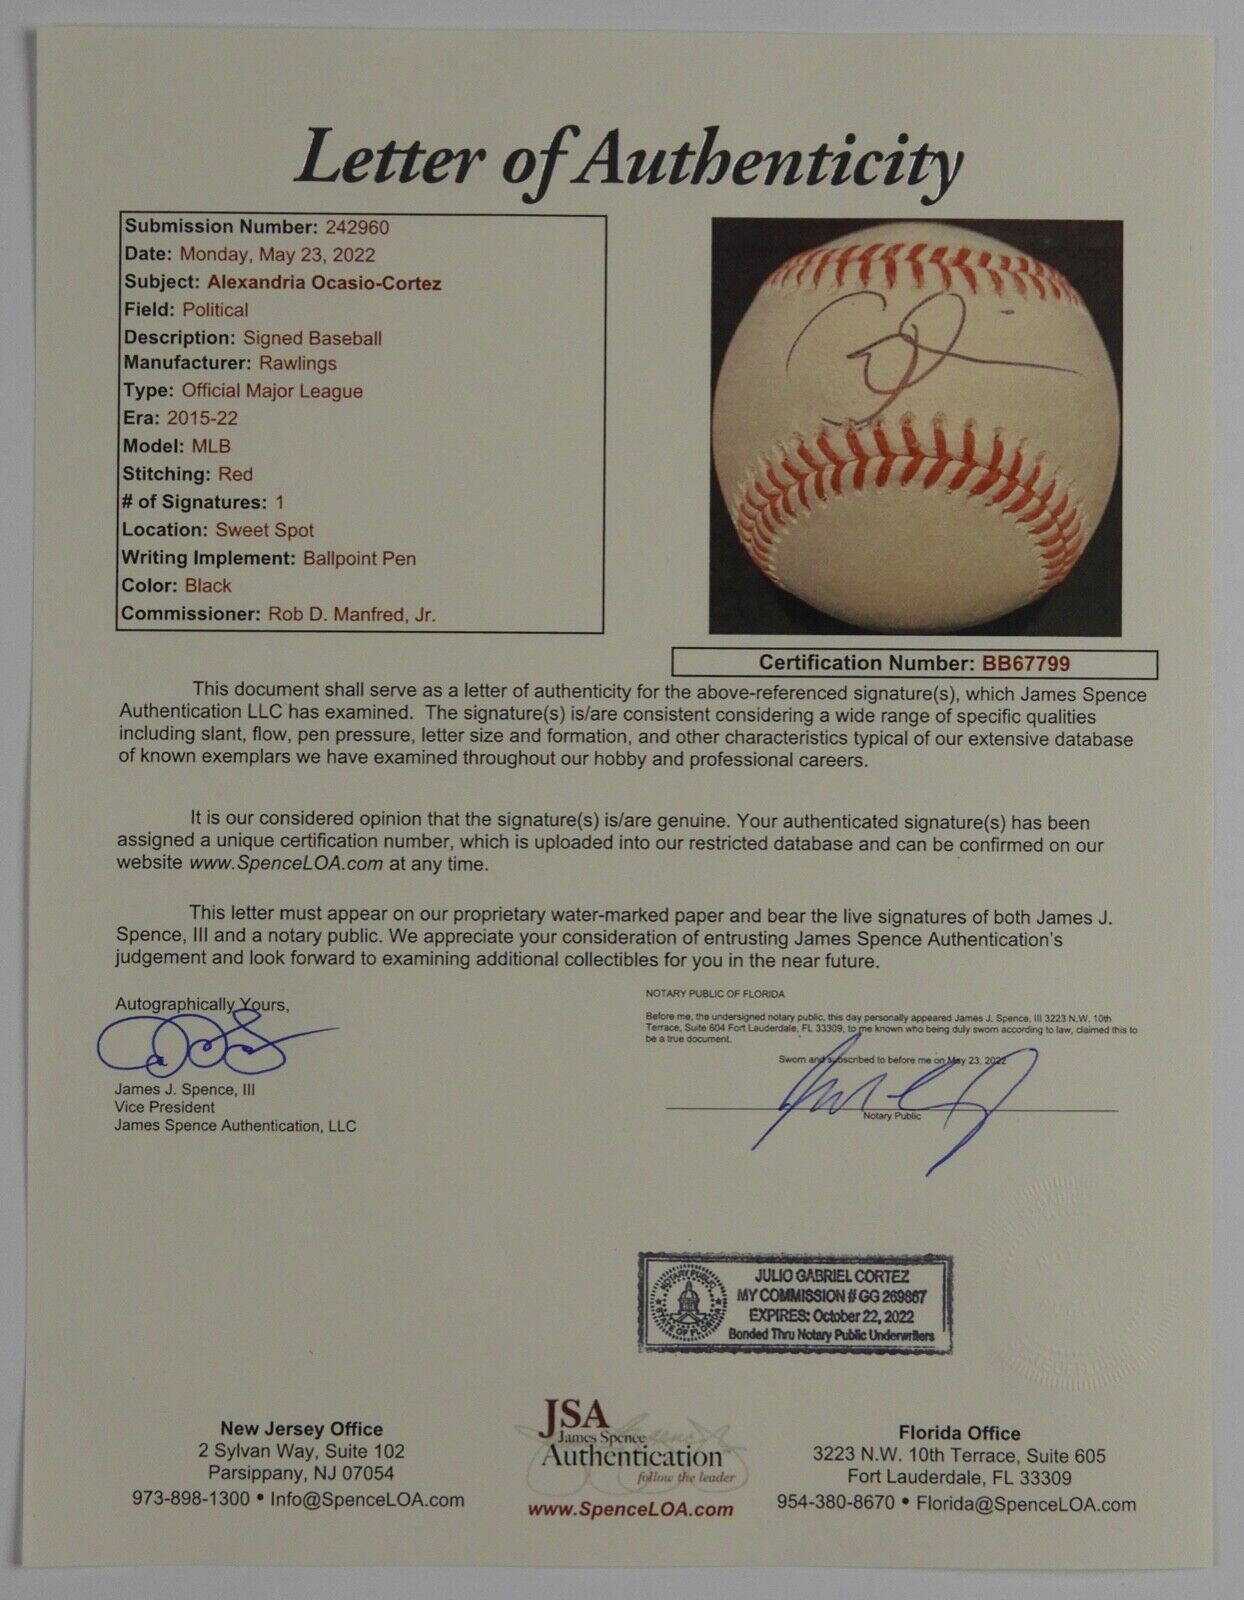 Letter of Authenticity
Submission Number: 242960
Date: Monday, May 23, 2022
Subject: Alexandria Ocasio-Cortez
Field: Political
Description: Signed Baseball
Manufacturer: Rawlings
Type: Official Major League
Era: 2015-22
Model: MLB
Stitching: Red
# of Signatures: 1
Location: Sweet Spot
Writing Implement: Ballpoint Pen
Color: Black
Commissioner: Rob D. Manfred, Jr.
Certification Number: BB67799
This document shall serve as a letter of authenticity for the above-referenced signature(s), which James Spence
Authentication LLC has examined. The signature(s) is/are consistent considering a wide range of specific qualities
including slant, flow, pen pressure, letter size and formation, and other characteristics typical of our extensive database
of known exemplars we have examined throughout our hobby and professional careers.
It is our considered opinion that the signature(s) is/are genuine. Your authenticated signature(s) has been
assigned a unique certification number, which is uploaded into our restricted database and can be confirmed on our
website www.SpenceLOA.com at any time.
This letter must appear on our proprietary water-marked paper and bear the live signatures of both James J.
Spence, III and a notary public. We appreciate your consideration of entrusting James Spence Authentication's
judgement and look forward to examining additional collectibles for you in the near future.
Autographically Yours,
James J. Spence, III
Vice President
James Spence Authentication, LLC
NOTARY PUBLIC OF FLORIDA
Before me, the undersigned notary public, this day personally appeared James J. Spence, III 3223 N.W. 10th
Terrace, Suite 604 Fort Lauderdale, FL 33309, to me known who being duly sworn according to law, claimed this to
be a true document.
Sworn and subscribed to before me on May 23, 2022
Notary Public
NOTARY PUBLIC
STATE OF FLORIDA
JULIO GABRIEL CORTEZ
MY COMMISSION # GG 269867
EXPIRES: October 22, 2022
Bonded Thru Notary Public Underwriters
New Jersey Office
2 Sylvan Way, Suite 102
Parsippany, NJ 07054
973-898-1300 • Info@SpenceLOA.com
JSA
James Spence
Authentication
follow the leader
www.SpenceLOA.com
Florida Office
3223 N.W. 10th Terrace, Suite 605
Fort Lauderdale, FL 33309
954-380-8670 • Florida@SpenceLOA.com